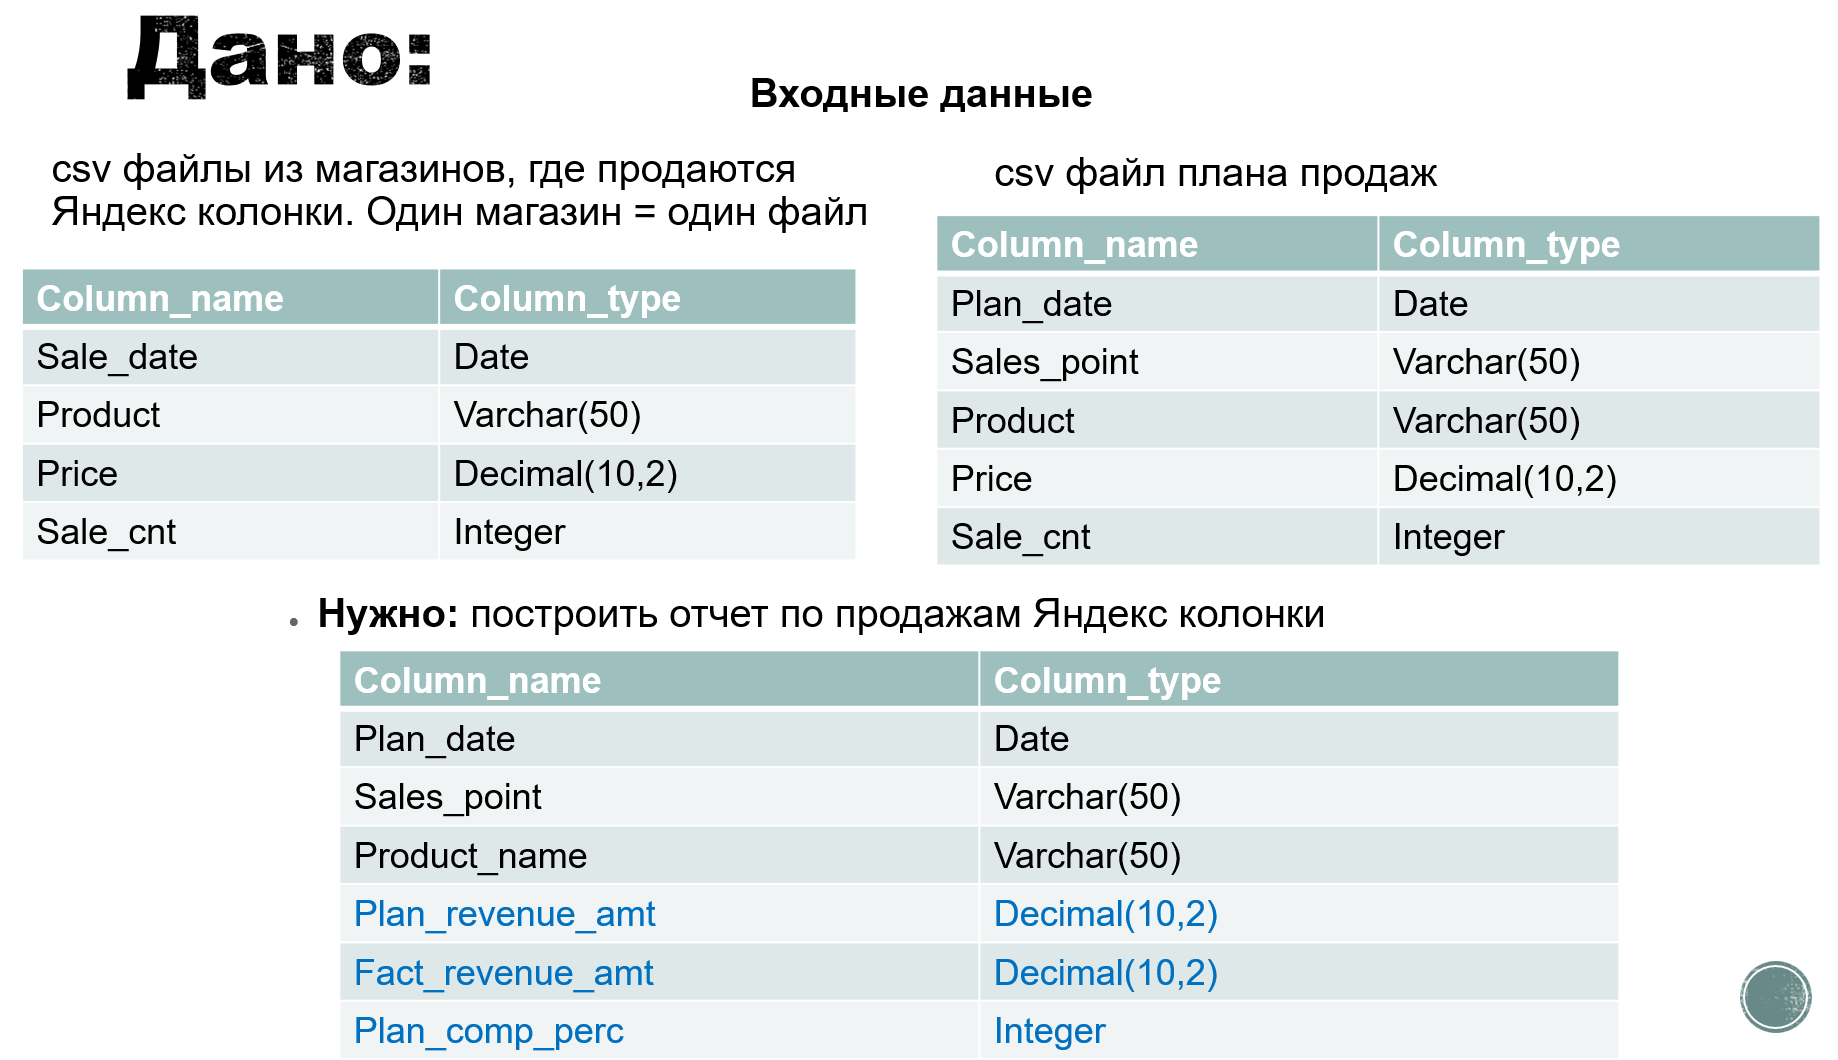 Дано:
Входные данные
csv файлы из магазинов, где продаются
Яндекс колонки. Один магазин = один файл
Column_name Column_type
Sale_date Date
Product Varchar(50)
Price Decimal(10,2)
Sale_cnt Integer
csv файл плана продаж
Column_name Column_type
Plan_date Date
Sales_point Varchar(50)
Product Varchar(50)
Price Decimal(10,2)
Sale_cnt Integer
• Нужно: построить отчет по продажам Яндекс колонки
Column_name Column_type
Plan_date Date
Sales_point Varchar(50)
Product_name Varchar(50)
Plan_revenue_amt Decimal(10,2)
Fact_revenue_amt Decimal(10,2)
Plan_comp_perc Integer